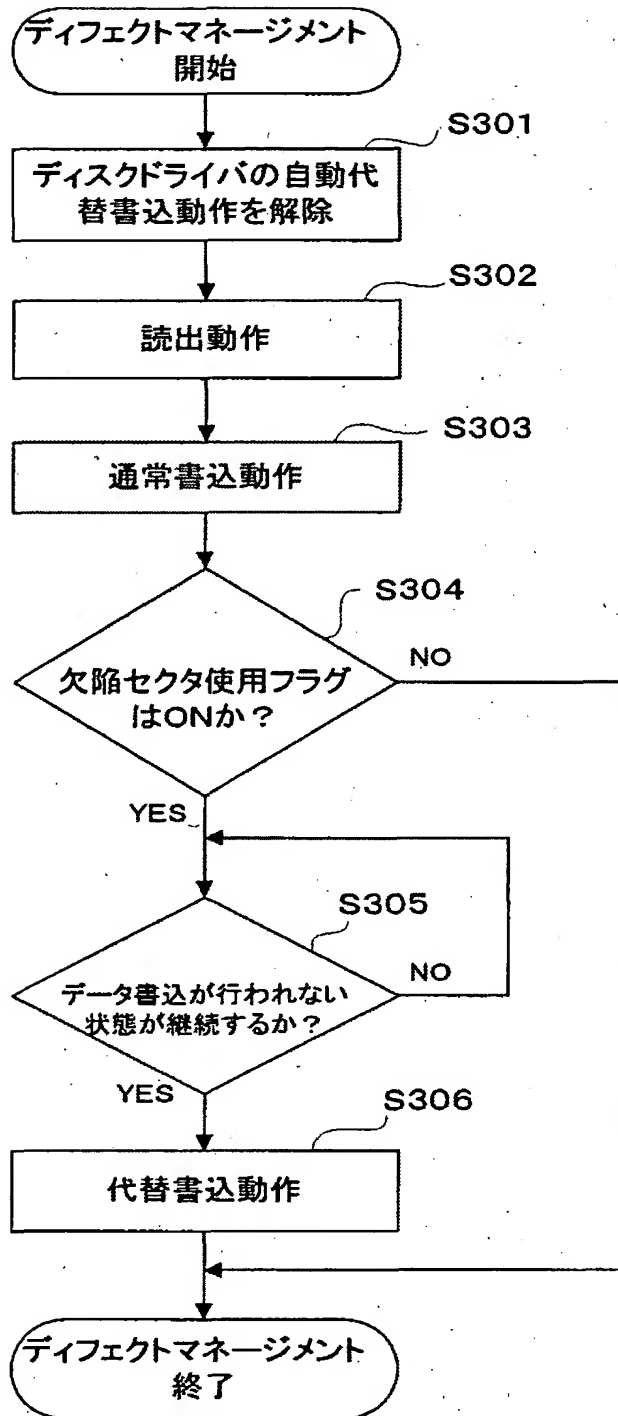 ディフェクトマネージメント
開始
S301
ディスクドライバの自動代
替書込動作を解除
S302
読出動作
S303
通常書込動作
S304
欠陥セクタ使用フラグ
はONか？
NO
YES
S305
データ書込が行われない
状態が継続するか？
NO
YES
S306
代替書込動作
ディフェクトマネージメント
終了